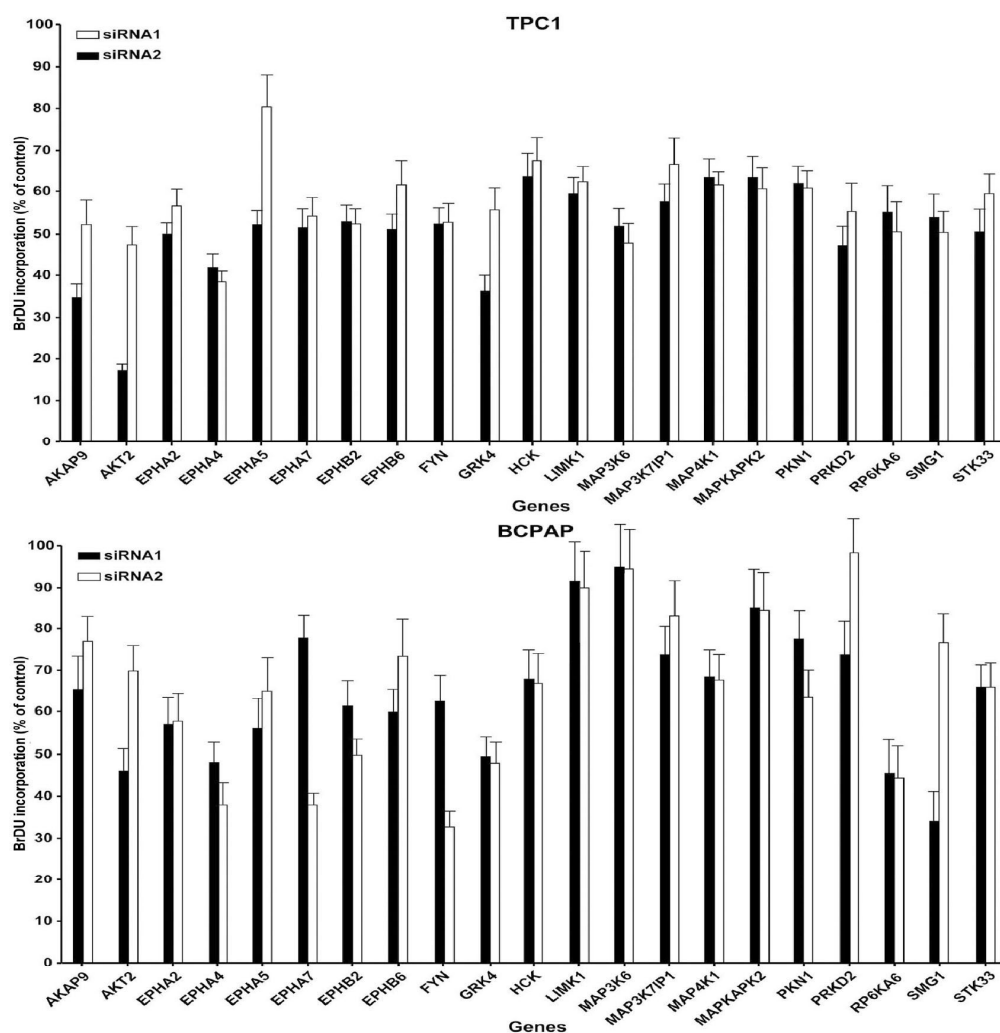 TPC1
siRNA1
siRNA2
BrDU incorporation (% of control)
100
90
80
70
60
50
40
30
20
10
0
AKAP9
AKT2
EPHA2
EPHA4
EPHA5
EPHA7
EPHB2
EPHB6
FYN
GRK4
HCK
LIMK1
MAP3K6
MAP3K7IP1
MAP4K1
MAPKAPK2
PKN1
PRKD2
RP6KA6
SMG1
STK33
Genes
BCPAP
siRNA1
siRNA2
BrDU incorporation (% of control)
100
90
80
70
60
50
40
30
20
10
0
AKAP9
AKT2
EPHA2
EPHA4
EPHA5
EPHA7
EPHB2
EPHB6
FYN
GRK4
HCK
LIMK1
MAP3K6
MAP3K7IP1
MAP4K1
MAPKAPK2
PKN1
PRKD2
RP6KA6
SMG1
STK33
Genes